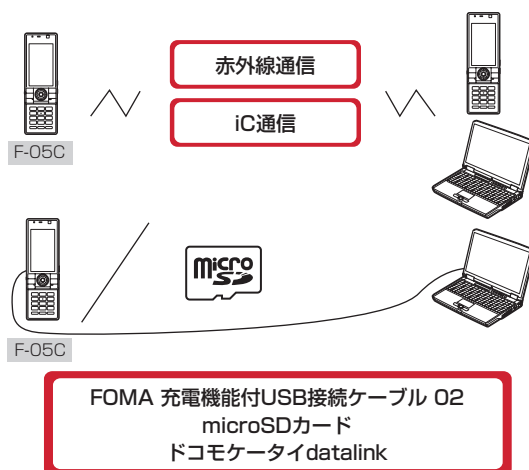 赤外線通信
iC通信
F-05C
micro
SD
F-05C
FOMA 充電機能付USB接続ケーブル 02
microSDカード
ドコモケータイdatalink